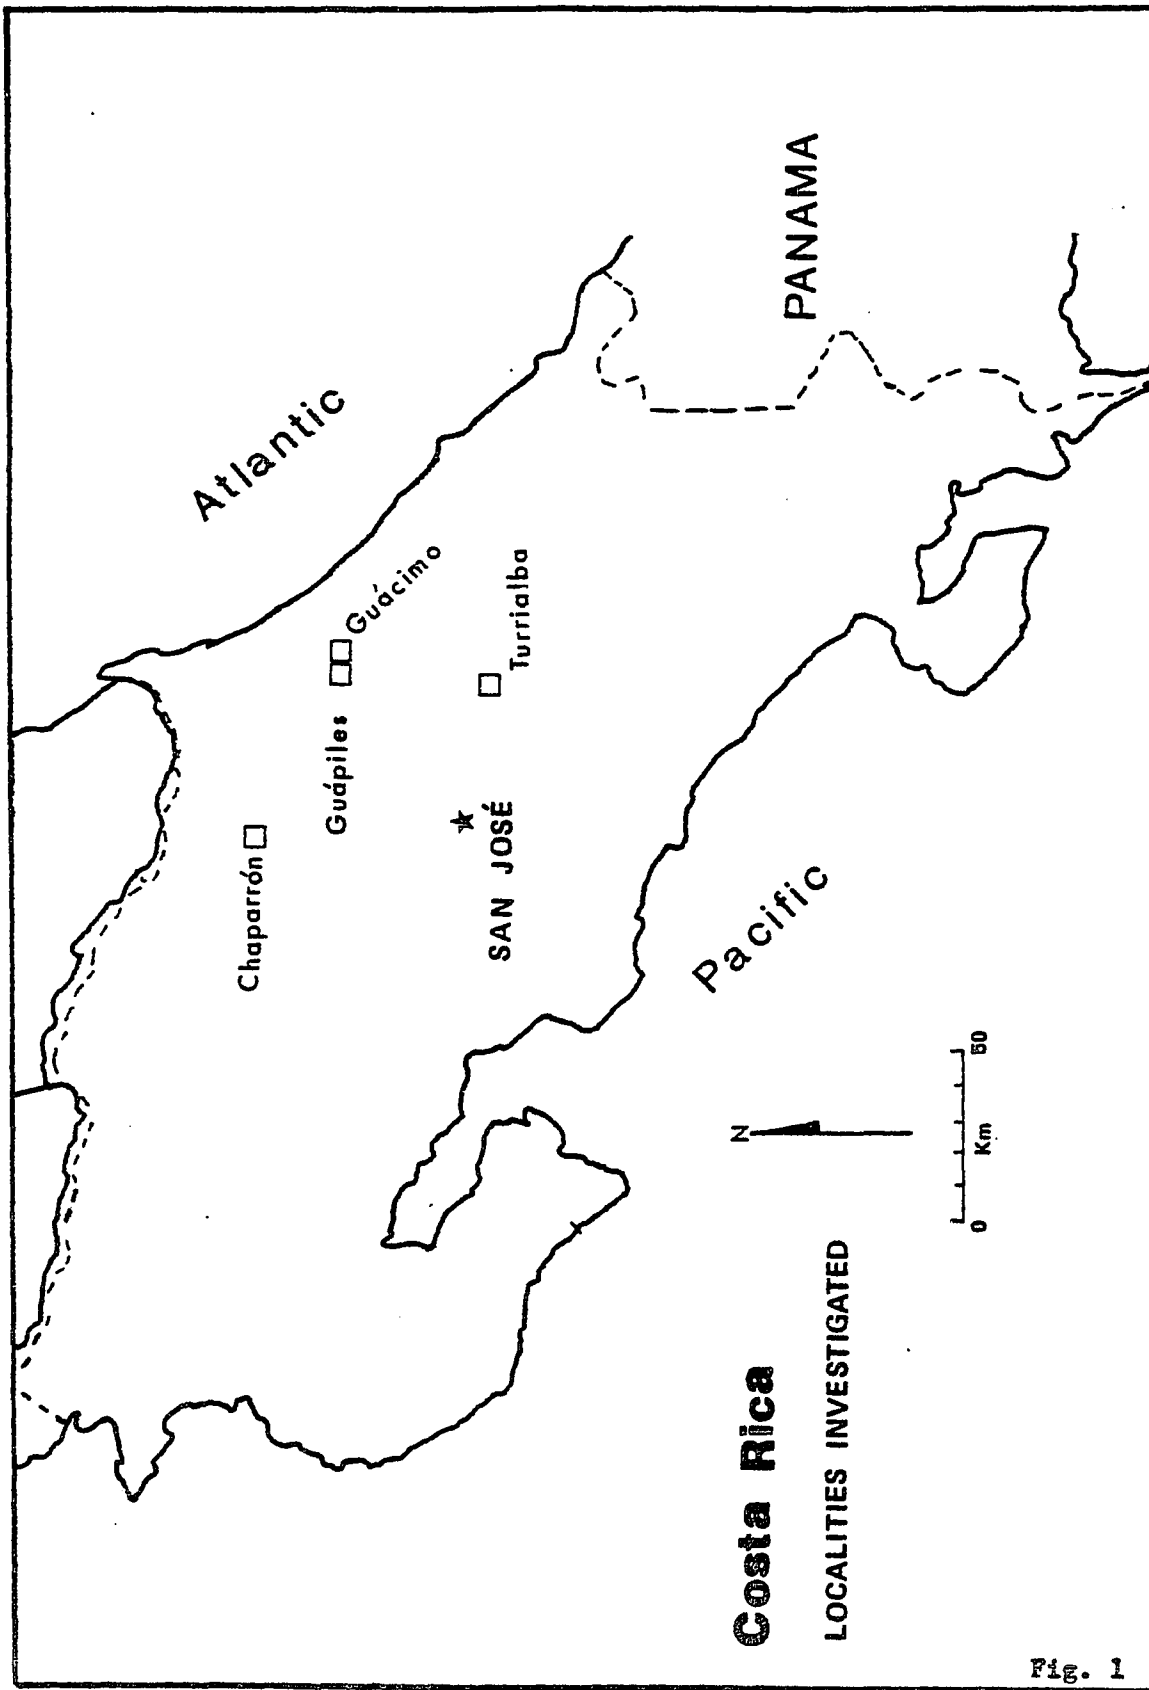 Atlantic
Chaparrón
Guápiles
Guácimo
SAN JOSÉ
Turrialba
PANAMA
Pacific
N
0
50
Km
Costa Rica
LOCALITIES INVESTIGATED
Fig. 1